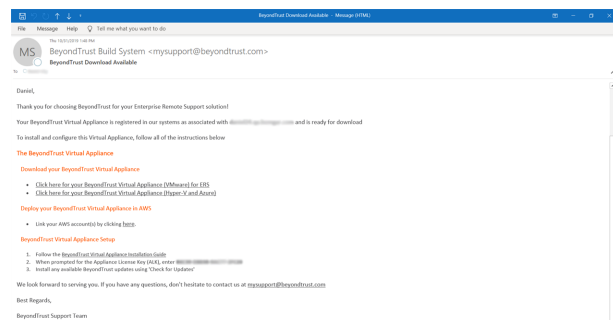 BeyondTrust Download Available - Message (HTML)
File Message Help Tell me what you want to do
Thu 10/31/2019 1:48 PM
MS
BeyondTrust Build System <mysupport@beyondtrust.com>
BeyondTrust Download Available
To
Daniel,
Thank you for choosing BeyondTrust for your Enterprise Remote Support solution!
Your BeyondTrust Virtual Appliance is registered in our systems as associated with and is ready for download
To install and configure this Virtual Appliance, follow all of the instructions below
The BeyondTrust Virtual Appliance
Download your BeyondTrust Virtual Appliance
• Click here for your BeyondTrust Virtual Appliance (VMware) for ERS
• Click here for your BeyondTrust Virtual Appliance (Hyper-V and Azure)
Deploy your BeyondTrust Virtual Appliance in AWS
• Link your AWS account(s) by clicking here.
BeyondTrust Virtual Appliance Setup
1. Follow the BeyondTrust Virtual Appliance Installation Guide
2. When prompted for the Appliance License Key (ALK), enter
3. Install any available BeyondTrust updates using 'Check for Updates'
We look forward to serving you. If you have any questions, don't hesitate to contact us at mysupport@beyondtrust.com
Best Regards,
BeyondTrust Support Team